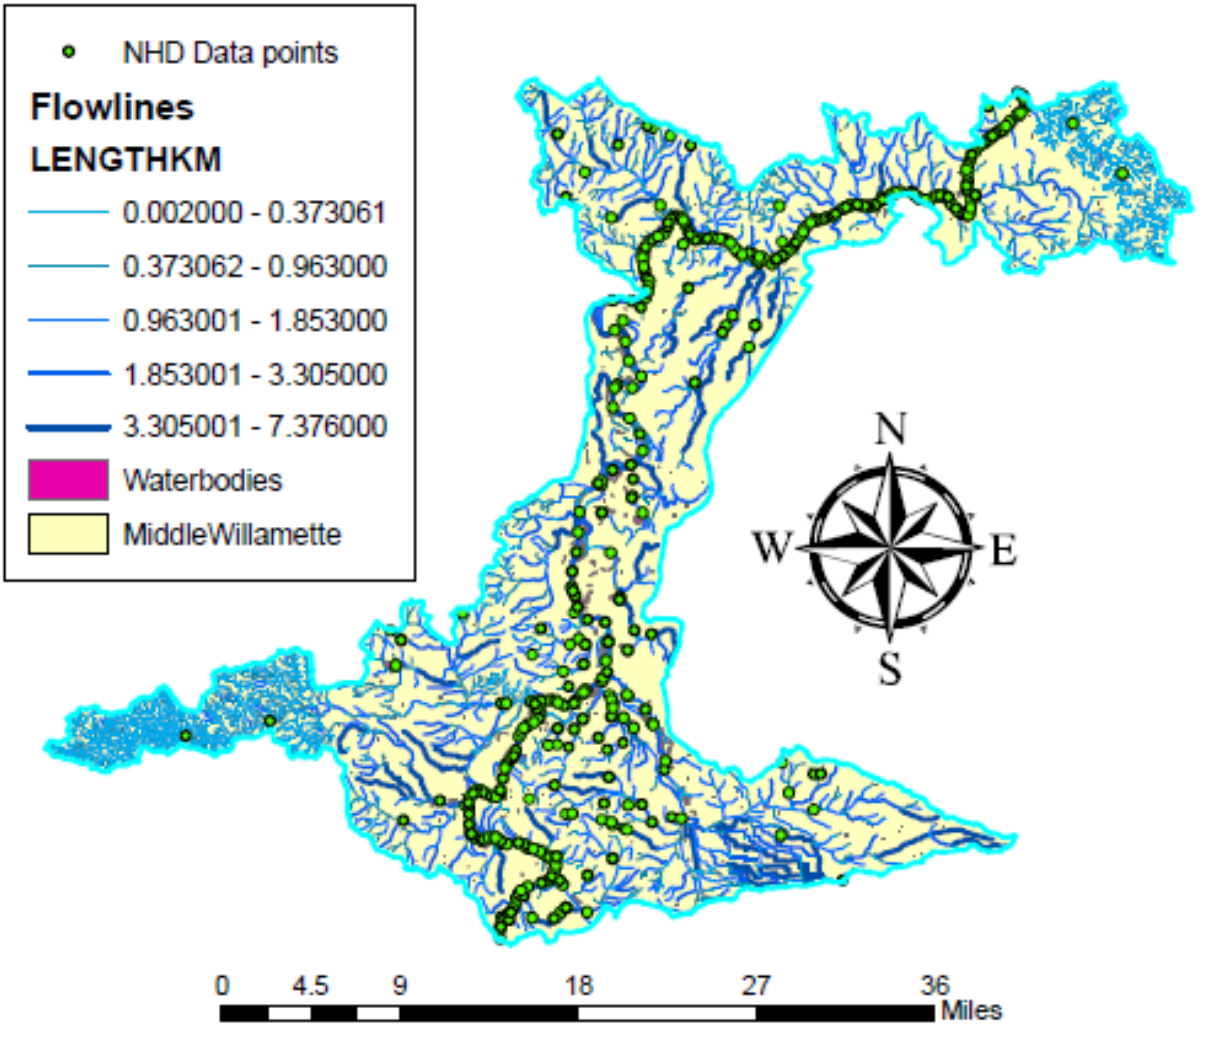 NHD Data points
Flowlines
LENGTHKM
0.002000 - 0.373061
0.373062 - 0.963000
0.963001 - 1.853000
1.853001 - 3.305000
3.305001 - 7.376000
Waterbodies
MiddleWillamette
N
W E
S
0 4.5 9 18 27 36
Miles